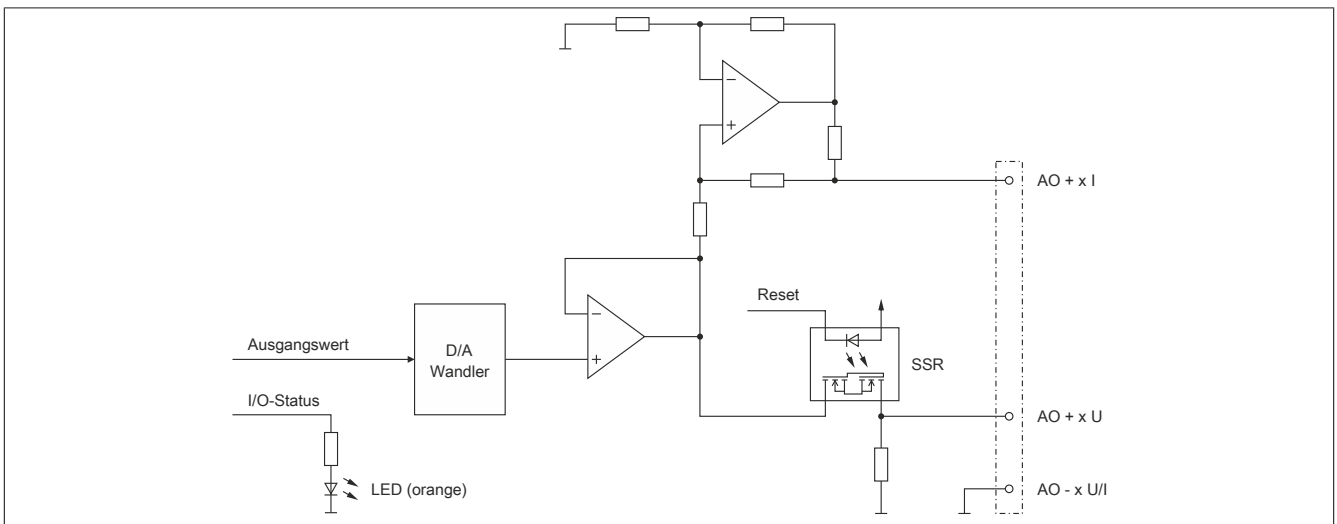 AO + x I
Reset
Ausgangswert
D/A
Wandler
SSR
I/O-Status
AO + x U
LED (orange)
AO - x U/I